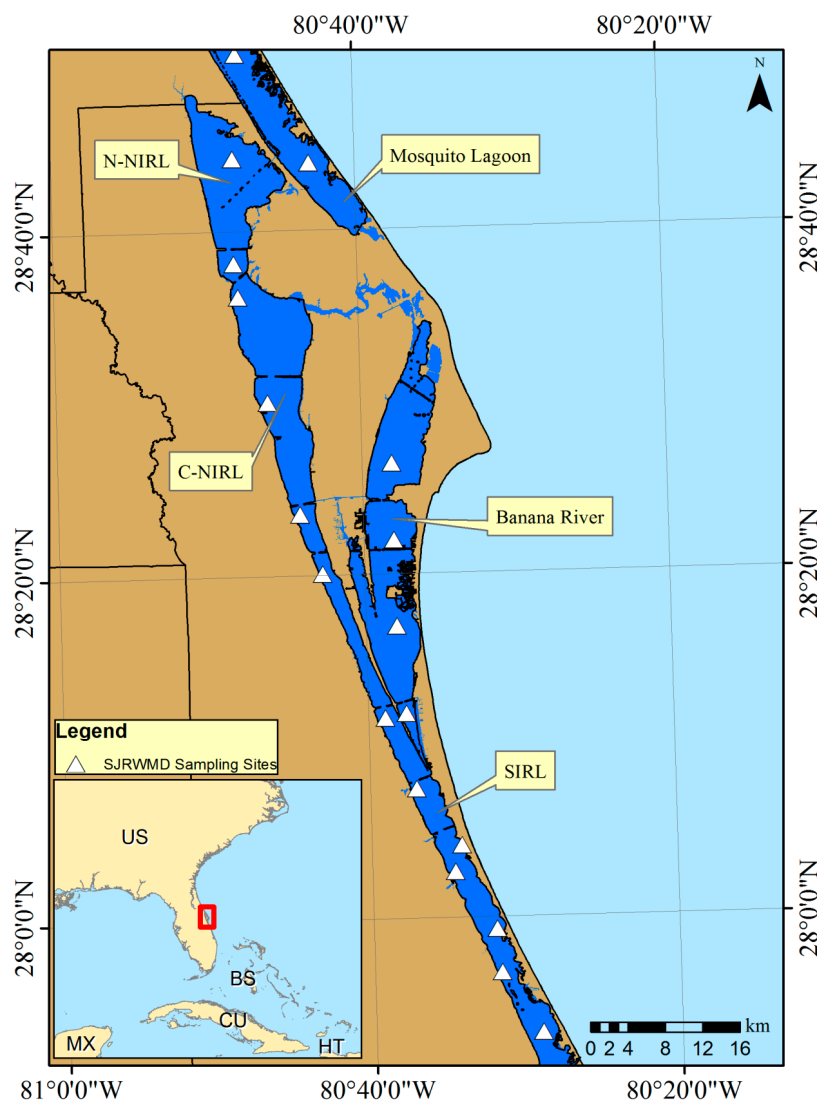 80°40'0"W
80°20'0"W
N
N-NIRL
Mosquito Lagoon
28°40'0"N
28°40'0"N
C-NIRL
Banana River
28°20'0"N
28°20'0"N
Legend
SJRWMD Sampling Sites
SIRL
US
28°0'0"N
28°0'0"N
BS
CU
MX
HT
km
0 2 4 8 12 16
81°0'0"W
80°40'0"W
80°20'0"W